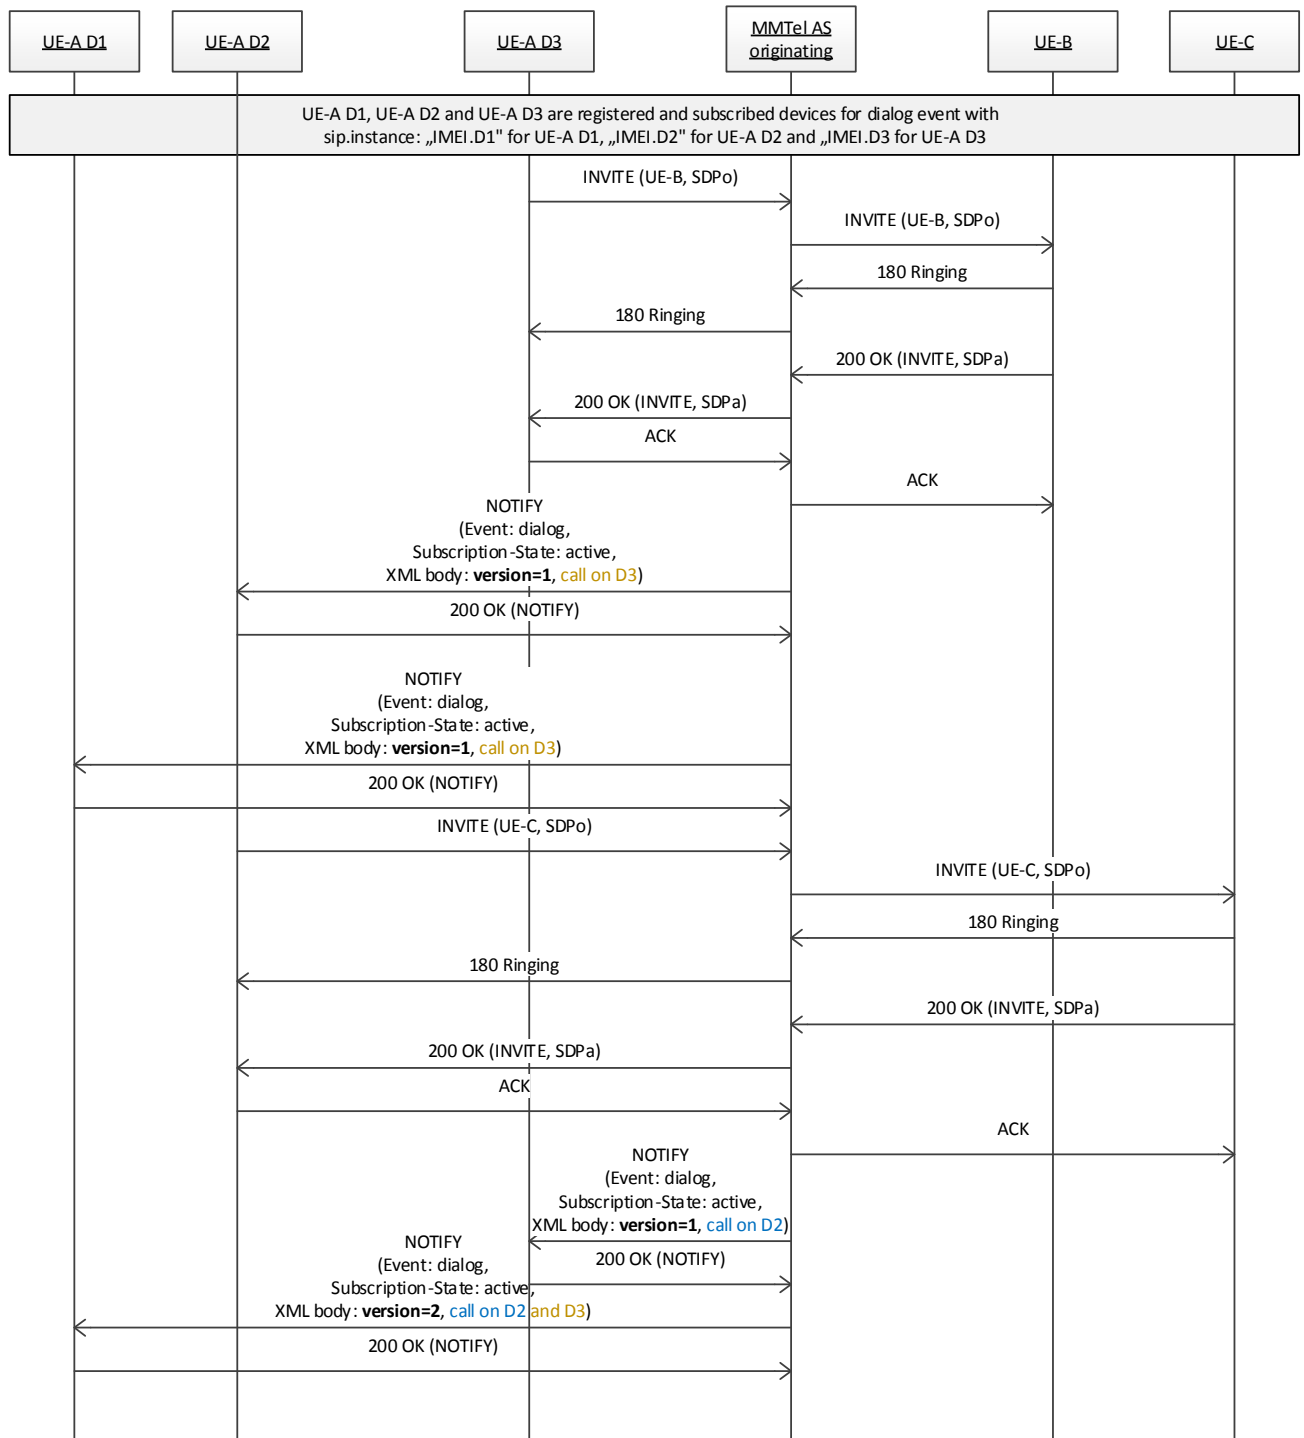 UE-A D1
UE-A D2
UE-A D3
MMTel AS
originating
UE-B
UE-C
UE-A D1, UE-A D2 and UE-A D3 are registered and subscribed devices for dialog event with
sip.instance: „IMEI.D1" for UE-A D1, „IMEI.D2" for UE-A D2 and „IMEI.D3 for UE-A D3
INVITE (UE-B, SDPo)
INVITE (UE-B, SDPo)
180 Ringing
180 Ringing
200 OK (INVITE, SDPa)
200 OK (INVITE, SDPa)
ACK
ACK
NOTIFY
(Event: dialog,
Subscription-State: active,
XML body: version=1, call on D3)
200 OK (NOTIFY)
NOTIFY
(Event: dialog,
Subscription-State: active,
XML body: version=1, call on D3)
200 OK (NOTIFY)
INVITE (UE-C, SDPo)
INVITE (UE-C, SDPo)
180 Ringing
180 Ringing
200 OK (INVITE, SDPa)
200 OK (INVITE, SDPa)
ACK
ACK
NOTIFY
(Event: dialog,
Subscription-State: active,
XML body: version=1, call on D2)
200 OK (NOTIFY)
NOTIFY
(Event: dialog,
Subscription-State: active,
XML body: version=2, call on D2 and D3)
200 OK (NOTIFY)